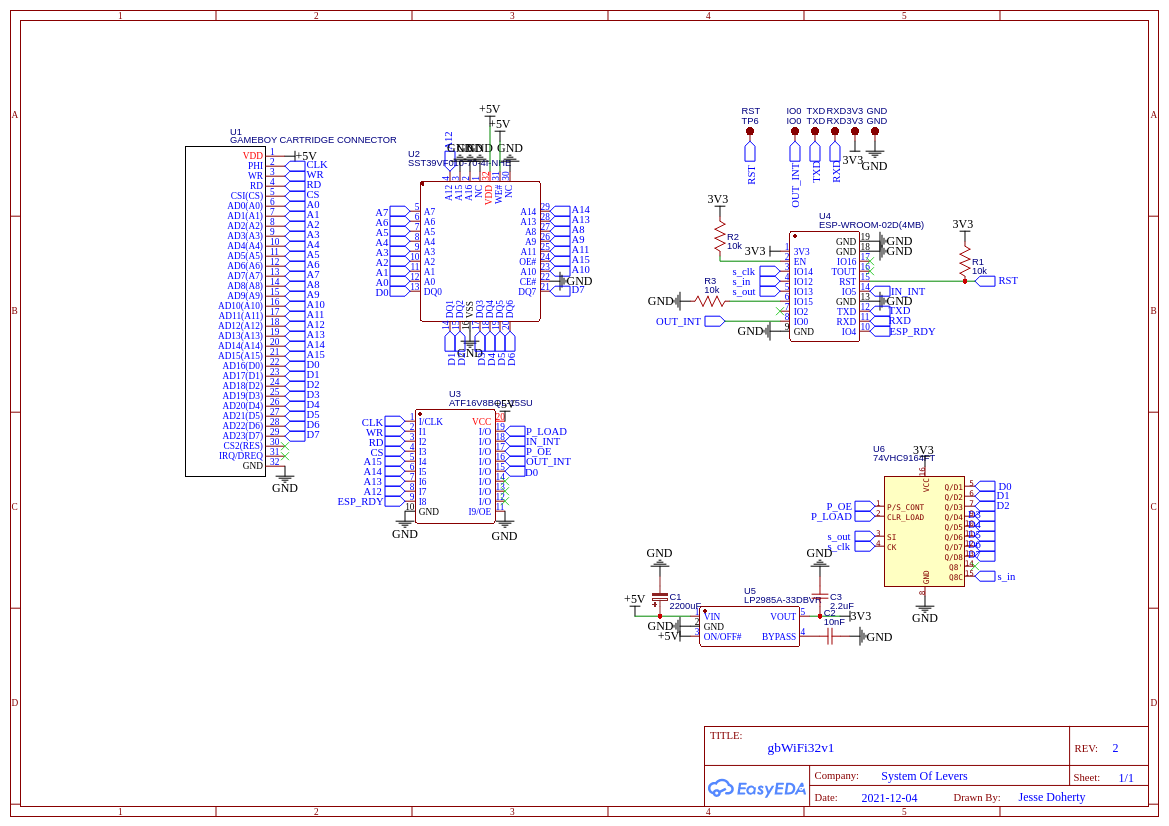 1 2 3 4 5
A
B
C
D
A
B
C
D
1 2 3 4 5
U1
GAMEBOY CARTRIDGE CONNECTOR
VDD 1 +5V
PHI 2 CLK
WR 3 WR
RD 4 RD
CSI(CS) 5 CS
AD0(A0) 6 A0
AD1(A1) 7 A1
AD2(A2) 8 A2
AD3(A3) 9 A3
AD4(A4) 10 A4
AD5(A5) 11 A5
AD6(A6) 12 A6
AD7(A7) 13 A7
AD8(A8) 14 A8
AD9(A9) 15 A9
AD10(A10) 16 A10
AD11(A11) 17 A11
AD12(A12) 18 A12
AD13(A13) 19 A13
AD14(A14) 20 A14
AD15(A15) 21 A15
AD16(D0) 22 D0
AD17(D1) 23 D1
AD18(D2) 24 D2
AD19(D3) 25 D3
AD20(D4) 26 D4
AD21(D5) 27 D5
AD22(D6) 28 D6
AD23(D7) 29 D7
CS2(RES) 30
IRQ/DREQ 31
GND 32
GND
+5V
+5V
A12 GND GND
U2
4 3 2 1 32 31 30
A12 A15 A16 NC VDD WE# NC
A7 5 A7 A14 29 A14
A6 6 A6 A13 28 A13
A5 7 A5 A8 27 A8
A4 8 A4 A9 26 A9
A3 9 A3 A11 25 A11
A2 10 A2 OE# 24 A15
A1 11 A1 A10 23 A10
A0 12 A0 CE# 22 GND
D0 13 DQ0 DQ7 21 D7
DQ1 DQ2 VSS DQ3 DQ4 DQ5 DQ6
14 15 16 17 18 19 20
D1 D2 GND D3 D4 D5 D6
U3
+5V
CLK 1 I/CLK VCC 20
WR 2 I1 I/O 19 P_LOAD
RD 3 I2 I/O 18 IN_INT
CS 4 I3 I/O 17 P_OE
A15 5 I4 I/O 16 OUT_INT
A14 6 I5 I/O 15 D0
A13 7 I6 I/O 14
A12 8 I7 I/O 13
ESP_RDY 9 I8 I/O 12
10 GND I9/OE 11
GND GND
RST IO0 TXD RXD 3V3 GND
TP6 IO0 TXD RXD 3V3 GND
RST OUT_INT TXD RXD 3V3 GND
U4
ESP-WROOM-02D(4MB)
3V3
R2
10k
3V3 1 3V3 GND 19 GND
2 EN GND 18 GND
s_clk 3 IO14 IO16 17
s_in 4 IO12 TOUT 16
s_out 5 IO13 RST 15 RST
6 IO15 IO5 14 IN_INT
7 IO2 GND 13 GND
OUT_INT 8 IO0 TXD 12 TXD
GND 9 GND RXD 11 RXD
IO4 10 ESP_RDY
GND
R3
10k
3V3
R1
10k
U6
74VHC9164FT
3V3
16
VCC
P_OE 1 P/S_CONT
P_LOAD 2 CLR_LOAD
s_out 3 SI
s_clk 4 CK
Q/D1 5 D0
Q/D2 6 D1
Q/D3 7 D2
Q/D4 D3
Q/D5 D4
Q/D6 D5
Q/D7 D6
Q/D8 D7
Q8' 14
Q8C 15 s_in
GND
8
GND
GND
+5V
C1
2200uF
U5
LP2985A-33DBVR
1 VIN VOUT 5
GND 2 GND
+5V 3 ON/OFF# BYPASS 4
GND
C3
2.2uF
C2
10nF
3V3
GND
TITLE:
gbWiFi32v1
REV: 2
EasyEDA
Company: System Of Levers
Sheet: 1/1
Date: 2021-12-04 Drawn By: Jesse Doherty